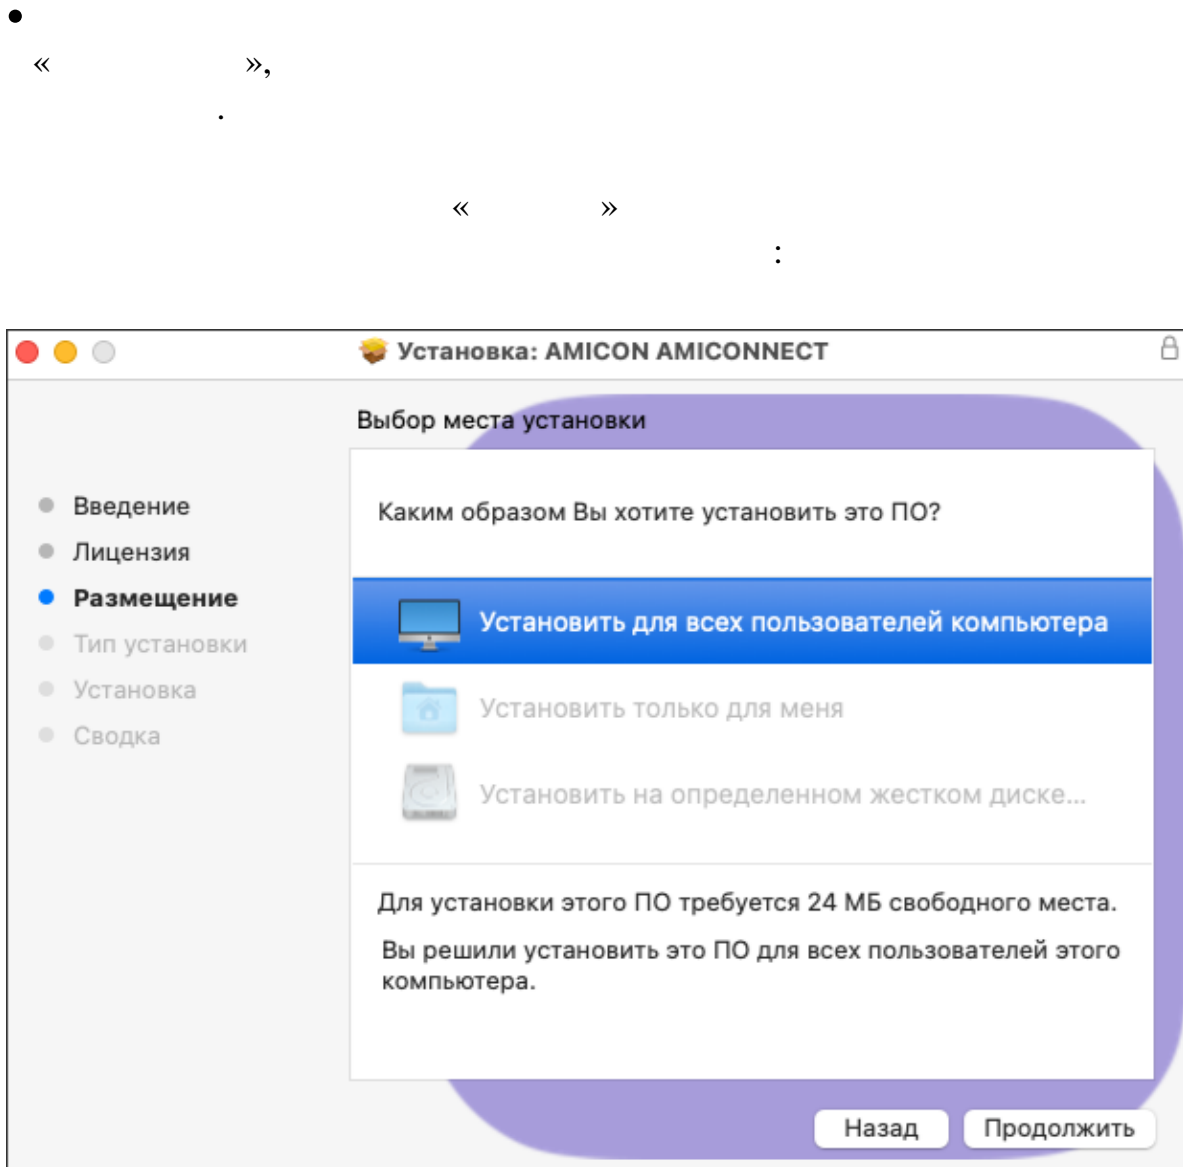 •
« »,
.
« »
:
Установка: AMICON AMICONNECT
Выбор места установки
Введение
Лицензия
Размещение
Тип установки
Установка
Сводка
Каким образом Вы хотите установить это ПО?
Установить для всех пользователей компьютера
Установить только для меня
Установить на определенном жестком диске...
Для установки этого ПО требуется 24 МБ свободного места.
Вы решили установить это ПО для всех пользователей этого
компьютера.
Назад
Продолжить